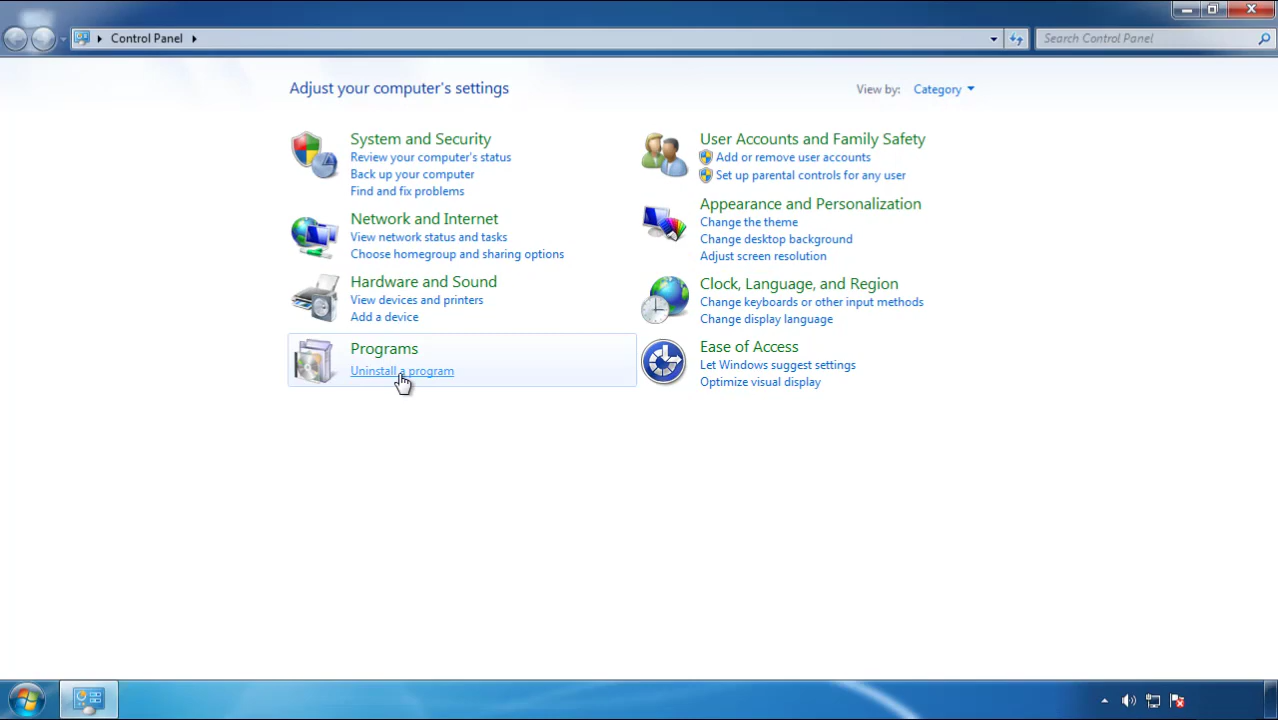 Control Panel
Search Control Panel
Adjust your computer's settings
View by: Category
System and Security
Review your computer's status
Back up your computer
Find and fix problems
Network and Internet
View network status and tasks
Choose homegroup and sharing options
Hardware and Sound
View devices and printers
Add a device
Programs
Uninstall a program
User Accounts and Family Safety
Add or remove user accounts
Set up parental controls for any user
Appearance and Personalization
Change the theme
Change desktop background
Adjust screen resolution
Clock, Language, and Region
Change keyboards or other input methods
Change display language
Ease of Access
Let Windows suggest settings
Optimize visual display